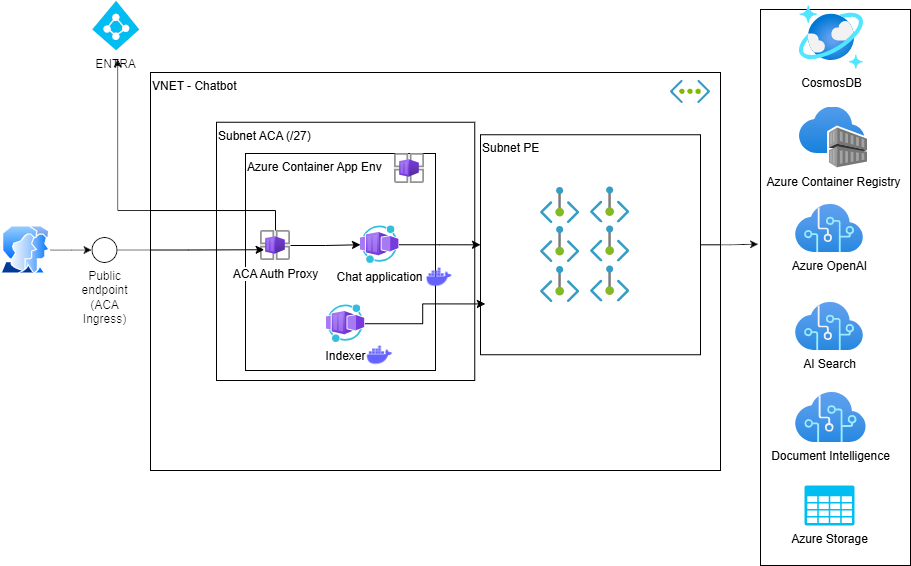 ENTRA
VNET - Chatbot
Subnet ACA (/27)
Azure Container App Env
ACA Auth Proxy
Chat application
Indexer
Public
endpoint
(ACA
Ingress)
Subnet PE
CosmosDB
Azure Container Registry
Azure OpenAI
AI Search
Document Intelligence
Azure Storage